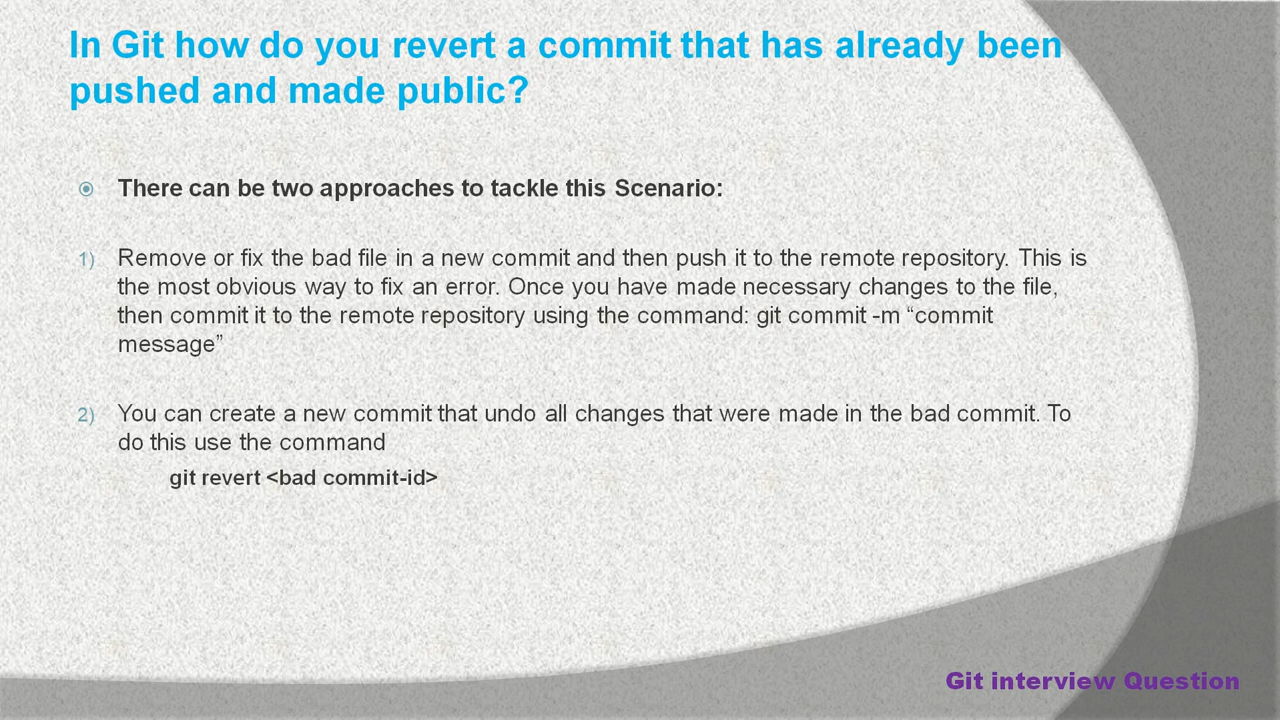 In Git how do you revert a commit that has already been
pushed and made public?
There can be two approaches to tackle this Scenario:
1) Remove or fix the bad file in a new commit and then push it to the remote repository. This is
the most obvious way to fix an error. Once you have made necessary changes to the file,
then commit it to the remote repository using the command: git commit -m “commit
message”
2) You can create a new commit that undo all changes that were made in the bad commit. To
do this use the command
git revert <bad commit-id>
Git interview Question